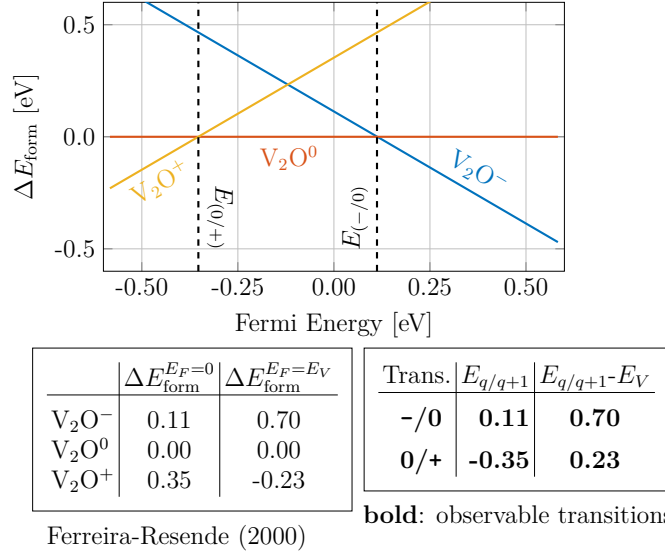 0.5
0.0
-0.5
ΔE_form [eV]
V₂O⁺
V₂O⁰
V₂O⁻
E_(+/0)
E_(−/0)
-0.50 -0.25 0.00 0.25 0.50
Fermi Energy [eV]
ΔE_form^{E_F=0} ΔE_form^{E_F=E_V}
V₂O⁻ 0.11 0.70
V₂O⁰ 0.00 0.00
V₂O⁺ 0.35 -0.23
Ferreira-Resende (2000)
Trans. E_{q/q+1} E_{q/q+1}-E_V
-/0 0.11 0.70
0/+ -0.35 0.23
bold: observable transitions